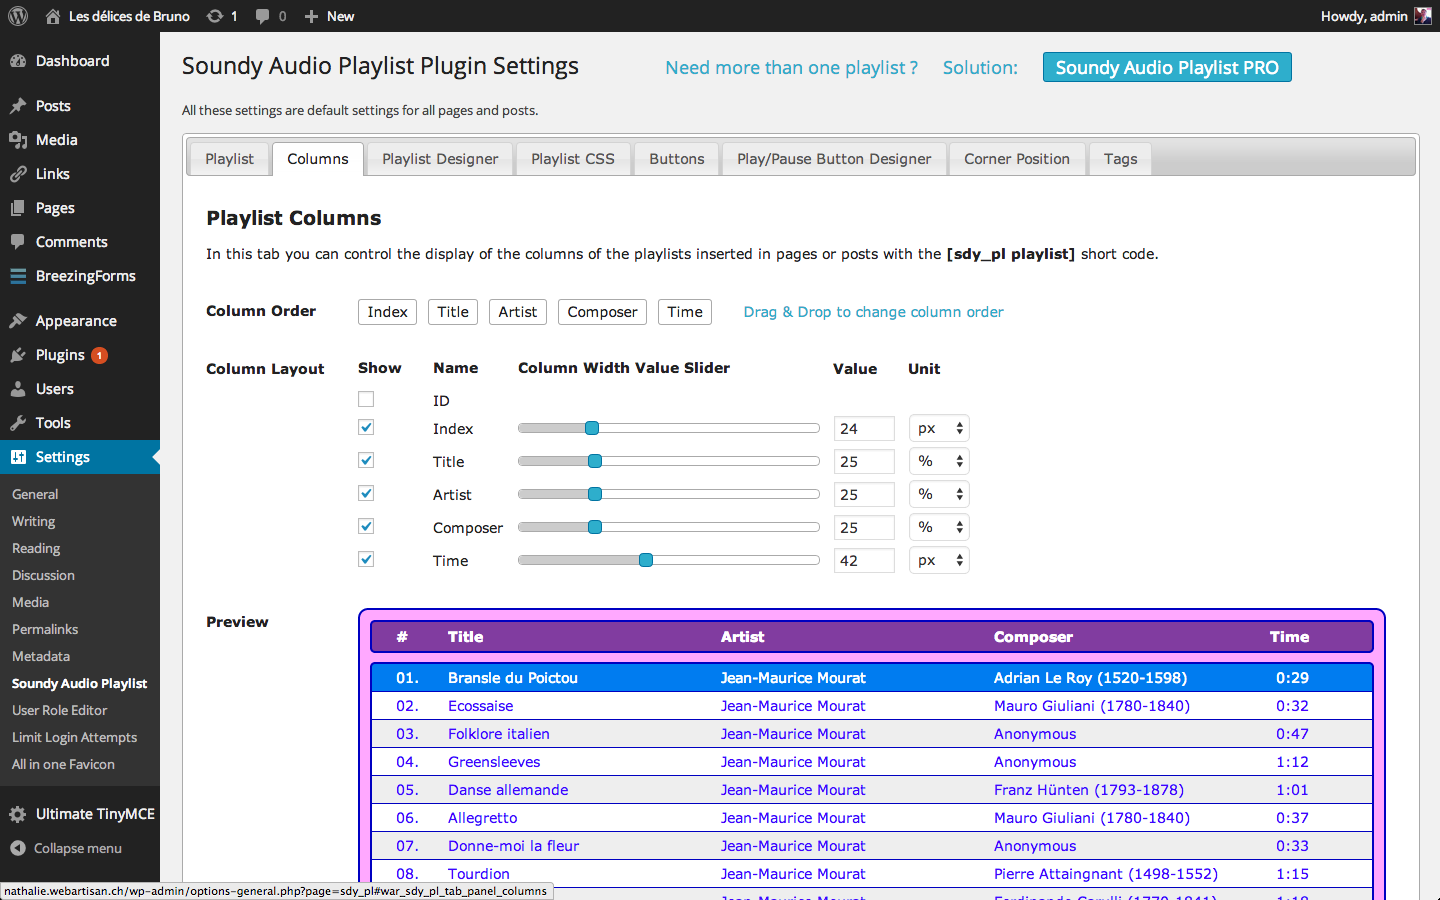 Les délices de Bruno 1 0 New Howdy, admin
Dashboard
Posts
Media
Links
Pages
Comments
BreezingForms
Appearance
Plugins 1
Users
Tools
Settings
General
Writing
Reading
Discussion
Media
Permalinks
Metadata
Soundy Audio Playlist
User Role Editor
Limit Login Attempts
All in one Favicon
Ultimate TinyMCE
Collapse menu
Soundy Audio Playlist Plugin Settings Need more than one playlist ? Solution: Soundy Audio Playlist PRO
All these settings are default settings for all pages and posts.
Playlist Columns Playlist Designer Playlist CSS Buttons Play/Pause Button Designer Corner Position Tags
Playlist Columns
In this tab you can control the display of the columns of the playlists inserted in pages or posts with the [sdy_pl playlist] short code.
Column Order Index Title Artist Composer Time Drag & Drop to change column order
Column Layout Show Name Column Width Value Slider Value Unit
ID
Index 24 px
Title 25 %
Artist 25 %
Composer 25 %
Time 42 px
Preview
# Title Artist Composer Time
01. Bransle du Poictou Jean-Maurice Mourat Adrian Le Roy (1520-1598) 0:29
02. Ecossaise Jean-Maurice Mourat Mauro Giuliani (1780-1840) 0:32
03. Folklore italien Jean-Maurice Mourat Anonymous 0:47
04. Greensleeves Jean-Maurice Mourat Anonymous 1:12
05. Danse allemande Jean-Maurice Mourat Franz Hünten (1793-1878) 1:01
06. Allegretto Jean-Maurice Mourat Mauro Giuliani (1780-1840) 0:37
07. Donne-moi la fleur Jean-Maurice Mourat Anonymous 0:33
08. Tourdion Jean-Maurice Mourat Pierre Attaingnant (1498-1552) 1:15
nathalie.webartisan.ch/wp-admin/options-general.php?page=sdy_pl#war_sdy_pl_tab_panel_columns